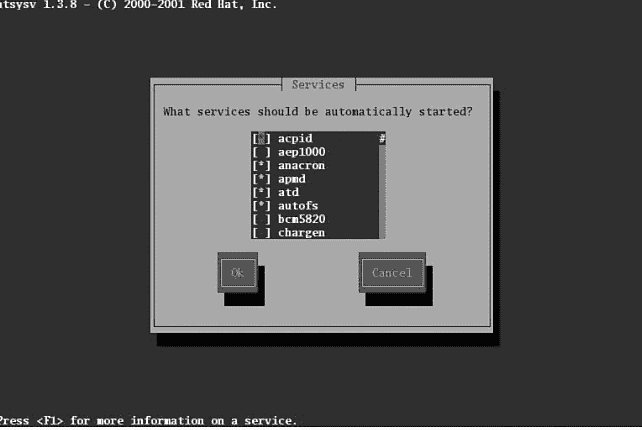 ntsysv 1.3.8 - (C) 2000-2001 Red Hat, Inc.
Services
What services should be automatically started?
[ ] acpid #
[ ] aep1000
[*] anacron
[*] apmd
[*] atd
[*] autofs
[ ] bcm5820
[ ] chargen
Ok Cancel
Press <F1> for more information on a service.